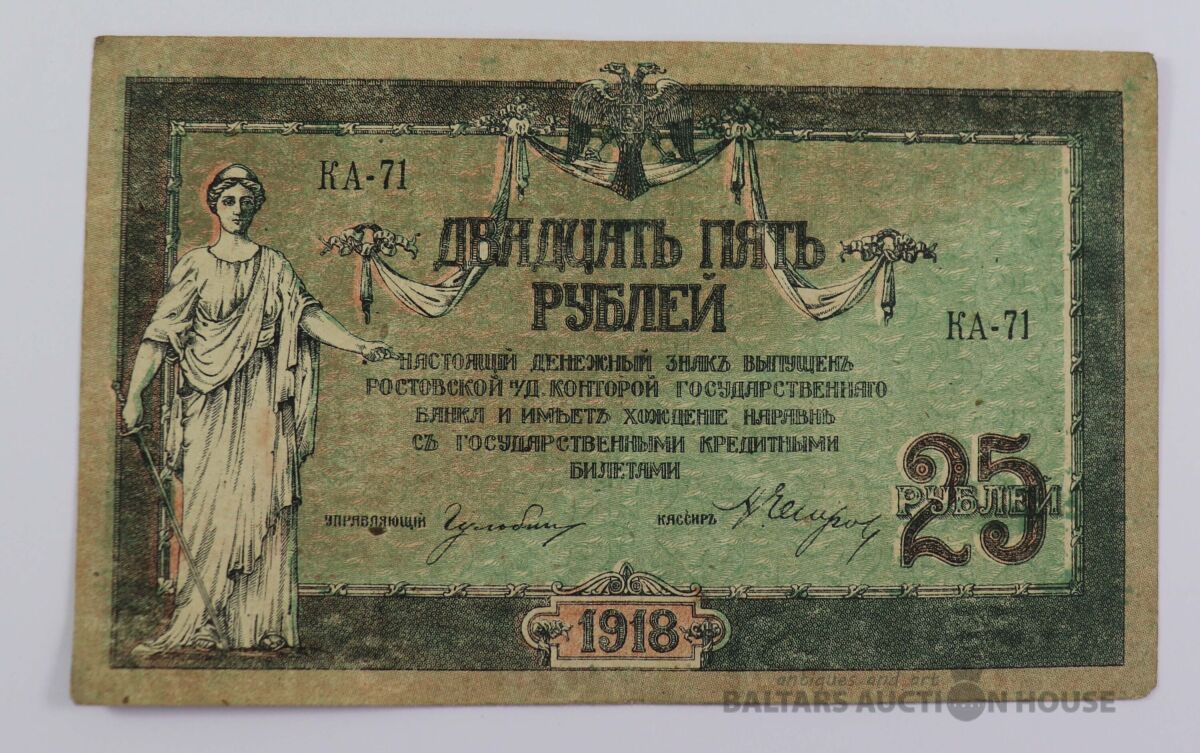 КА-71
ДВАДЦАТЬ ПЯТЬ
РУБЛЕЙ
КА-71
НАСТОЯЩІЙ ДЕНЕЖНЫЙ ЗНАКЪ ВЫПУЩЕНЪ
РОСТОВСКОЙ Н/Д. КОНТОРОЙ ГОСУДАРСТВЕННАГО
БАНКА И ИМѢЕТЪ ХОЖДЕНІЕ НАРАВНѢ
СЪ ГОСУДАРСТВЕННЫМИ КРЕДИТНЫМИ
БИЛЕТАМИ
25
РУБЛЕЙ
УПРАВЛЯЮЩІЙ
КАССИРЪ
1918
antiques and art
BALTARS AUCTION HOUSE